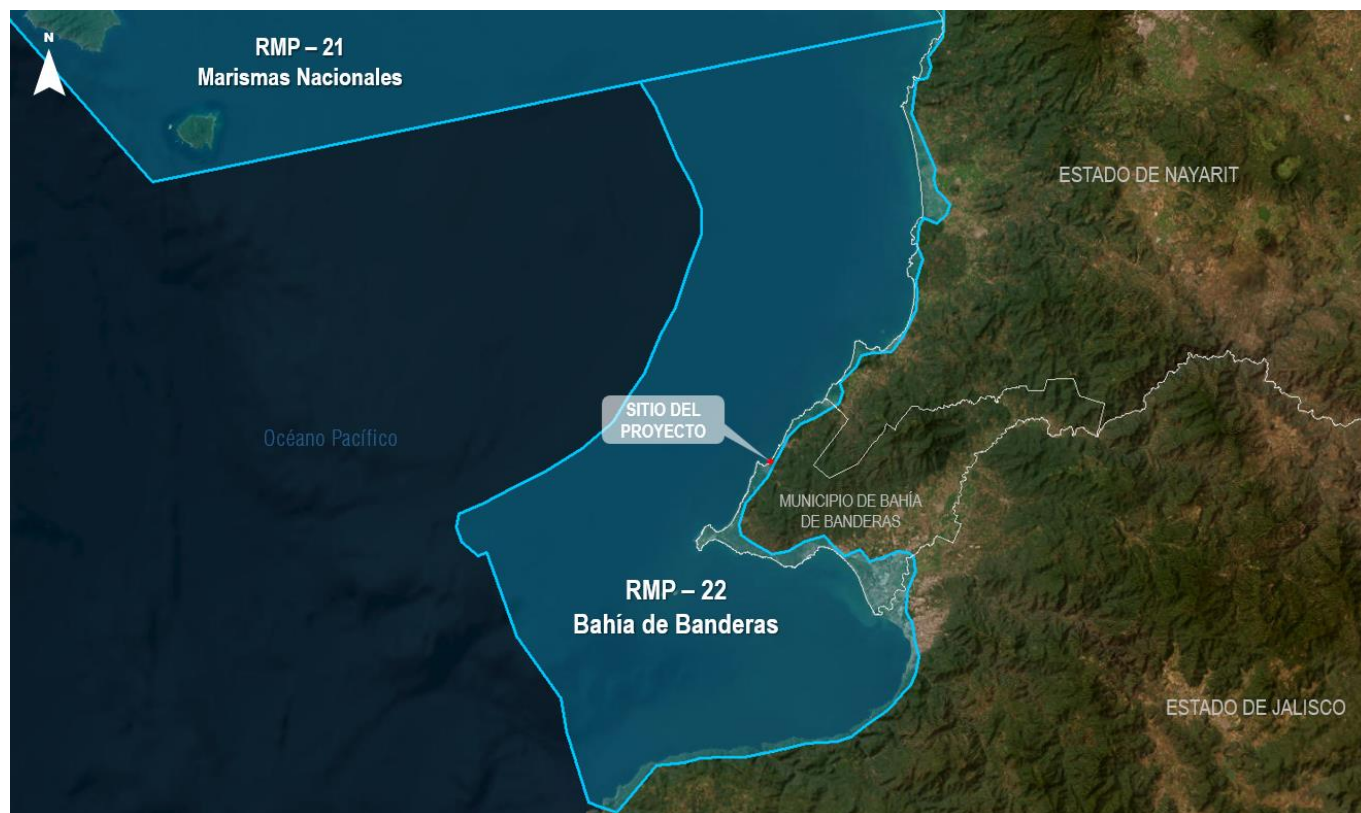 N
RMP – 21
Marismas Nacionales
ESTADO DE NAYARIT
SITIO DEL
PROYECTO
Océano Pacífico
MUNICIPIO DE BAHÍA
DE BANDERAS
RMP – 22
Bahía de Banderas
ESTADO DE JALISCO